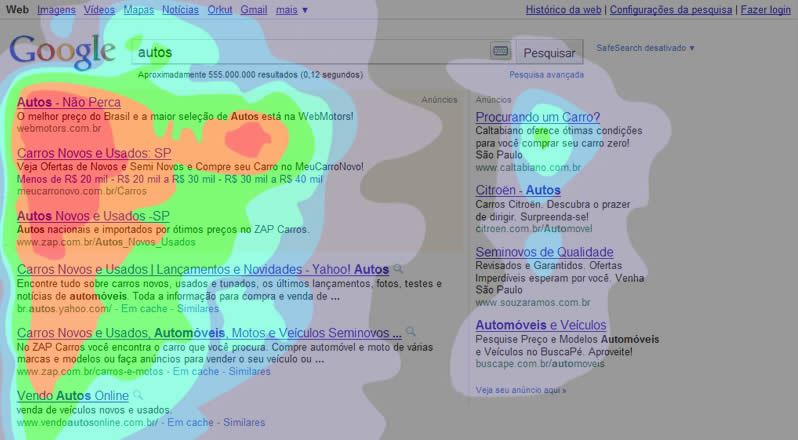 Web Imagens Vídeos Mapas Notícias Orkut Gmail mais ▼
Histórico da web | Configurações da pesquisa | Fazer login
Google
autos
Pesquisar
SafeSearch desativado ▼
Aproximadamente 555.000.000 resultados (0,12 segundos)
Pesquisa avançada
Anúncios
Autos - Não Perca
O melhor preço do Brasil e a maior seleção de Autos está na WebMotors!
webmotors.com.br
Carros Novos e Usados: SP
Veja Ofertas de Novos e Semi Novos e Compre seu Carro no MeuCarroNovo!
Menos de R$ 20 mil - R$ 20 mil a R$ 30 mil - R$ 30 mil a R$ 40 mil
meucarronovo.com.br/Carros
Autos Novos e Usados -SP
Autos nacionais e importados por ótimos preços no ZAP Carros.
www.zap.com.br/Autos_Novos_Usados
Carros Novos e Usados | Lançamentos e Novidades - Yahoo! Autos
Encontre tudo sobre carros novos, usados e tunados, os últimos lançamentos, fotos, testes e
notícias de automóveis. Toda a informação para compra e venda de ...
br.autos.yahoo.com/ - Em cache - Similares
Carros Novos e Usados, Automóveis, Motos e Veículos Seminovos ...
No ZAP Carros você encontra o carro que você procura. Compre automóvel e moto de várias
marcas e modelos ou faça anúncios para vender o seu veículo ou ...
www.zap.com.br/carros-e-motos - Em cache - Similares
Vendo Autos Online
venda de veículos novos e usados.
www.vendoautosonline.com.br/ - Em cache - Similares
Anúncios
Procurando um Carro?
Caltabiano oferece ótimas condições
para você comprar seu carro zero!
São Paulo
www.caltabiano.com.br
Citroën - Autos
Carros Citroën. Descubra o prazer
de dirigir. Surpreenda-se!
citroen.com.br/Automovel
Seminovos de Qualidade
Revisados e Garantidos. Ofertas
Imperdíveis esperam por você. Venha
São Paulo
www.souzaramos.com.br
Automóveis e Veículos
Pesquise Preço e Modelos Automóveis
e Veículos no BuscaPé. Aproveite!
buscape.com.br/automoveis
Veja seu anúncio aqui »